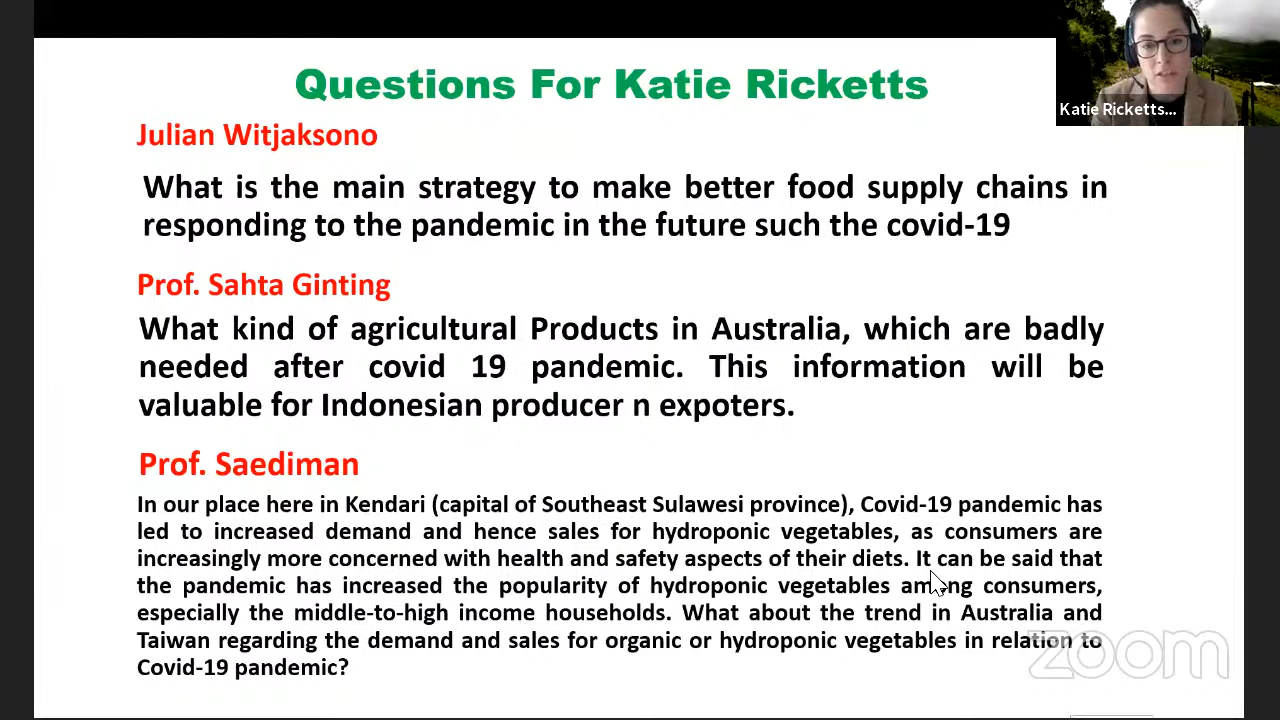 Questions For Katie Ricketts
Katie Ricketts...
Julian Witjaksono
What is the main strategy to make better food supply chains in
responding to the pandemic in the future such the covid-19
Prof. Sahta Ginting
What kind of agricultural Products in Australia, which are badly
needed after covid 19 pandemic. This information will be
valuable for Indonesian producer n expoters.
Prof. Saediman
In our place here in Kendari (capital of Southeast Sulawesi province), Covid-19 pandemic has
led to increased demand and hence sales for hydroponic vegetables, as consumers are
increasingly more concerned with health and safety aspects of their diets. It can be said that
the pandemic has increased the popularity of hydroponic vegetables among consumers,
especially the middle-to-high income households. What about the trend in Australia and
Taiwan regarding the demand and sales for organic or hydroponic vegetables in relation to
Covid-19 pandemic?
zoom